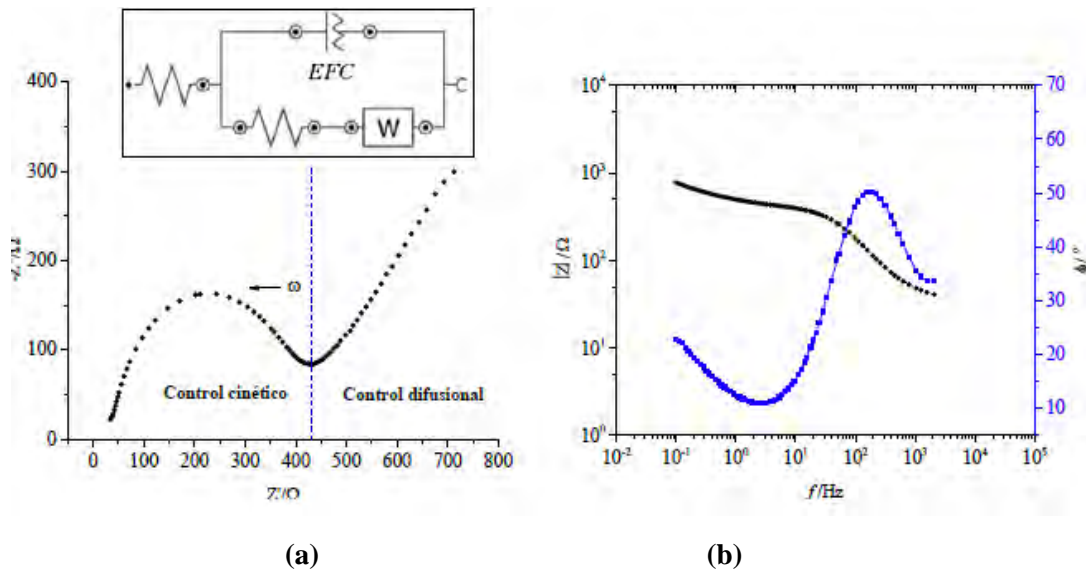 EFC
W
400
300
200
100
0
-Z''/Ω
ω
Control cinético
Control difusional
0 100 200 300 400 500 600 700 800
Z'/Ω
10⁴
10³
10²
10¹
10⁰
|Z| /Ω
70
60
50
40
30
20
10
ϕ/°
10⁻² 10⁻¹ 10⁰ 10¹ 10² 10³ 10⁴ 10⁵
f/Hz
(a) (b)